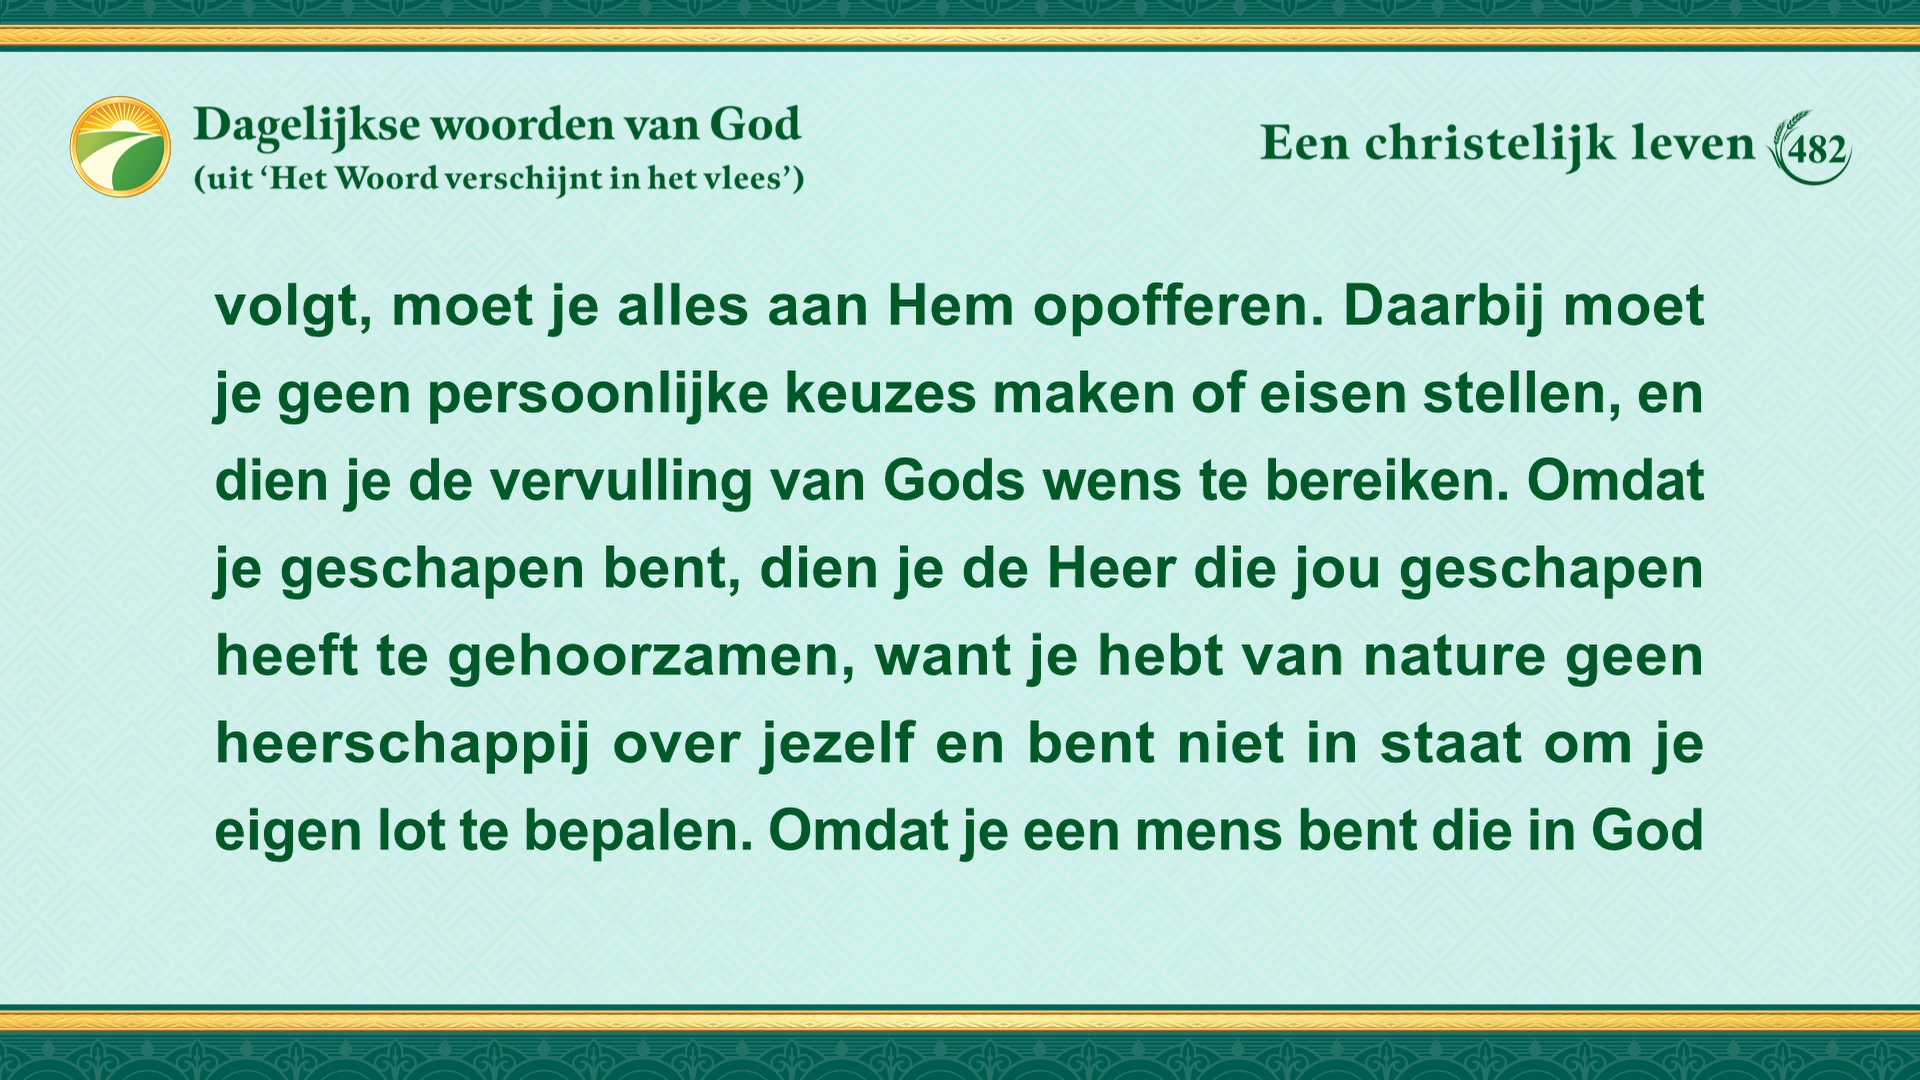 Dagelijkse woorden van God
(uit ‘Het Woord verschijnt in het vlees’)
Een christelijk leven 482
volgt, moet je alles aan Hem opofferen. Daarbij moet
je geen persoonlijke keuzes maken of eisen stellen, en
dien je de vervulling van Gods wens te bereiken. Omdat
je geschapen bent, dien je de Heer die jou geschapen
heeft te gehoorzamen, want je hebt van nature geen
heerschappij over jezelf en bent niet in staat om je
eigen lot te bepalen. Omdat je een mens bent die in God